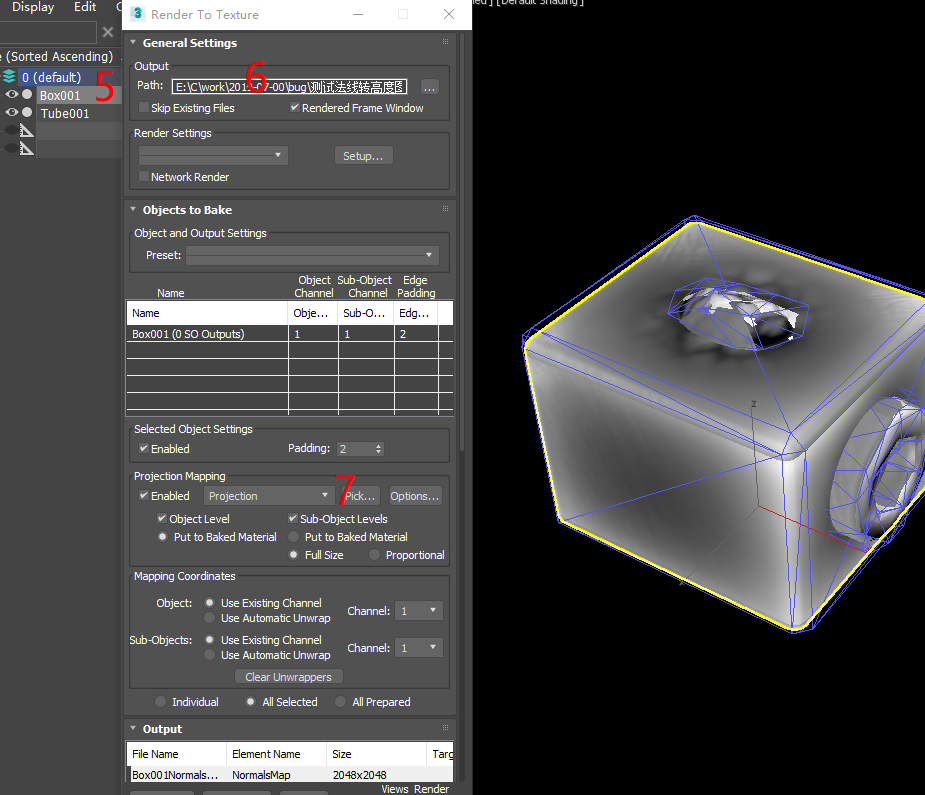 Display Edit
ed ] [Default Shading ]
(Sorted Ascending)
0 (default)
Box001
Tube001
5
3
Render To Texture
General Settings
Output
Path: E:\C\work\2019-07-00\bug\测试法线转高度图
...
6
Skip Existing Files
Rendered Frame Window
Render Settings
Setup...
Network Render
Objects to Bake
Object and Output Settings
Preset:
Object Sub-Object Edge
Name Channel Channel Padding
Name Obje... Sub-O... Edg...
Box001 (0 SO Outputs) 1 1 2
Selected Object Settings
Enabled Padding: 2
Projection Mapping
7
Enabled Projection Pick... Options...
Object Level Sub-Object Levels
Put to Baked Material Put to Baked Material
Full Size Proportional
Mapping Coordinates
Object: Use Existing Channel
Channel: 1
Use Automatic Unwrap
Sub-Objects: Use Existing Channel
Channel: 1
Use Automatic Unwrap
Clear Unwrappers
Individual All Selected All Prepared
Output
File Name Element Name Size Targ
Box001Normals... NormalsMap 2048x2048
Views Render
z
x